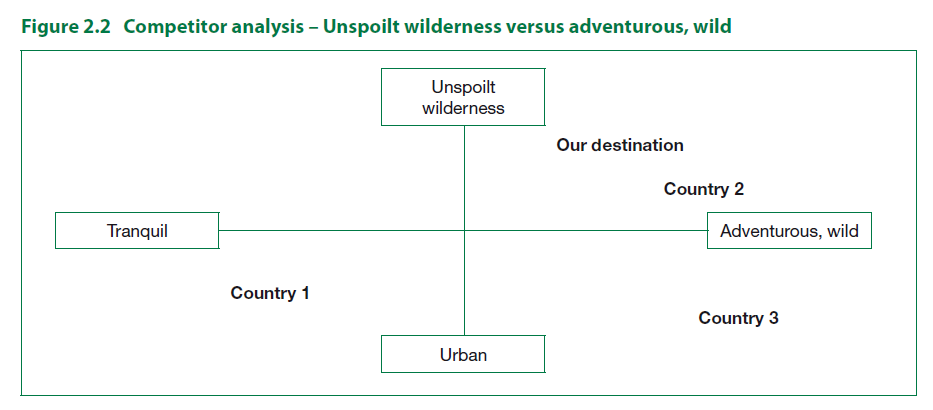 Figure 2.2 Competitor analysis – Unspoilt wilderness versus adventurous, wild
Unspoilt
wilderness
Our destination
Country 2
Tranquil
Adventurous, wild
Country 1
Country 3
Urban